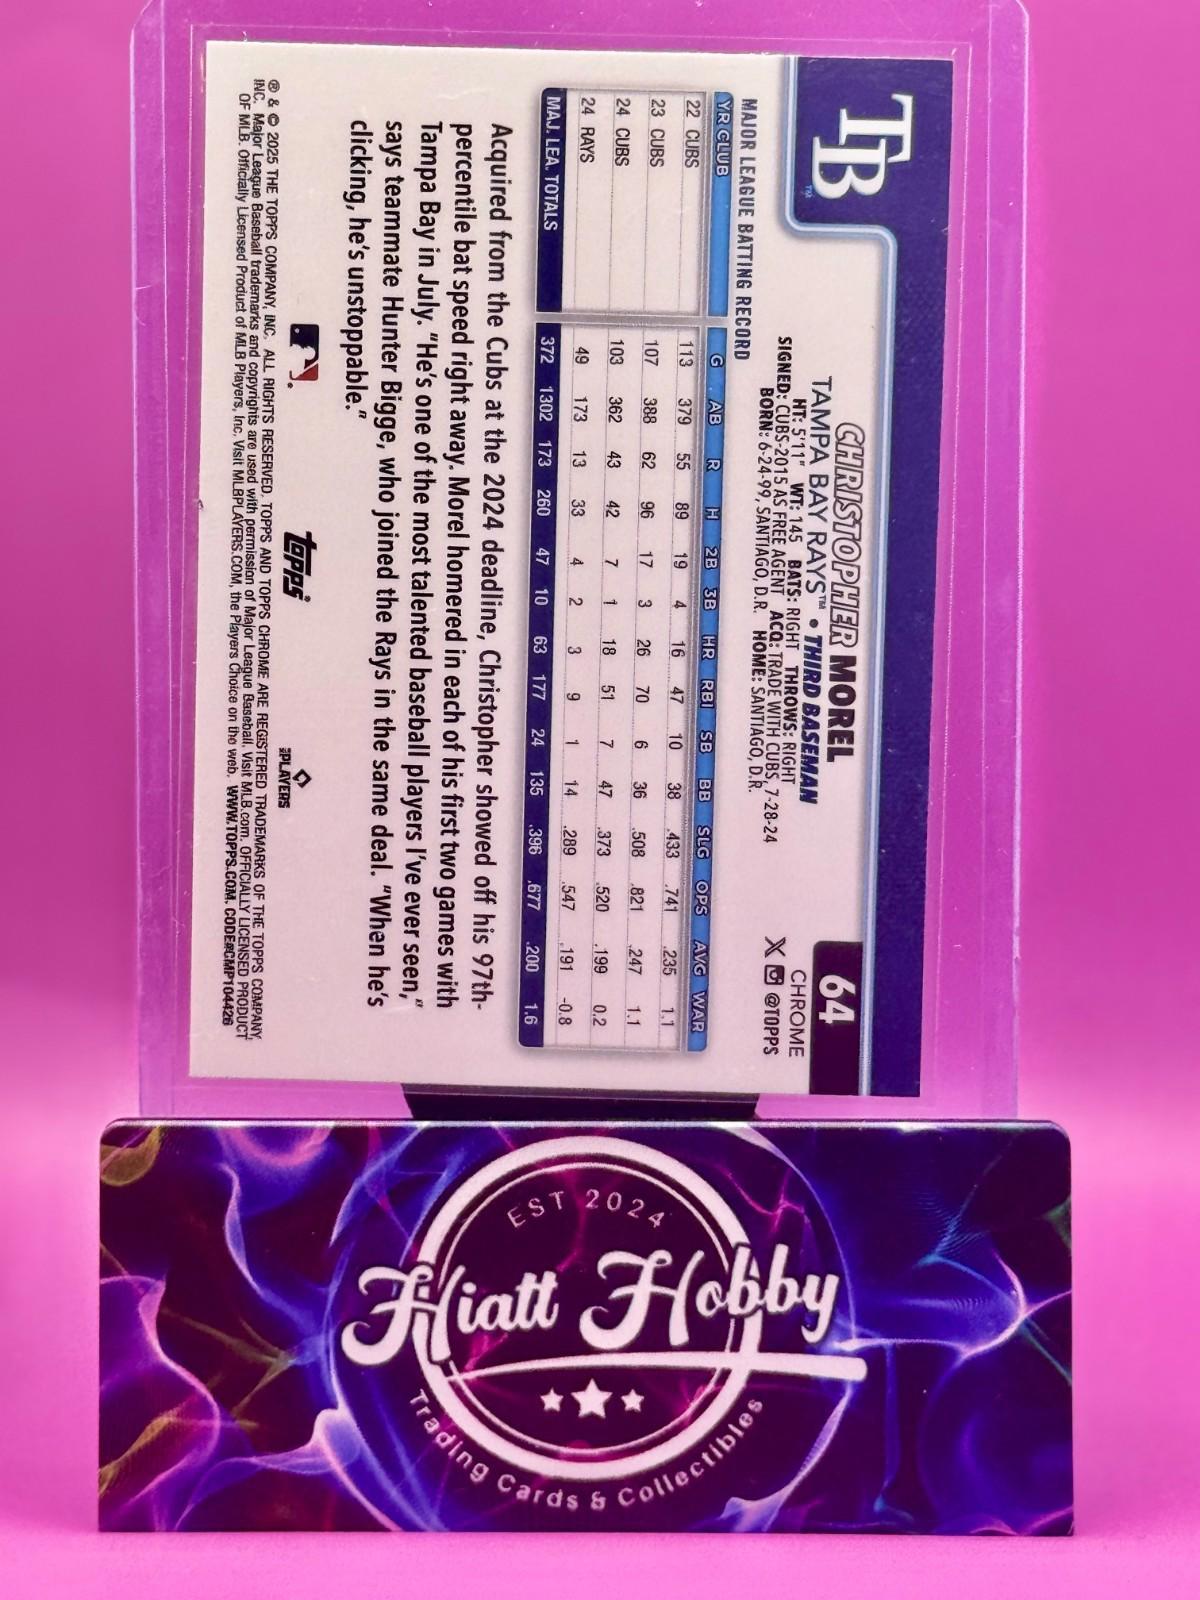 TB™
64
CHROME
X @TOPPS
CHRISTOPHER MOREL
TAMPA BAY RAYS™ • THIRD BASEMAN
HT: 5'11" WT: 145 BATS: RIGHT THROWS: RIGHT
SIGNED: CUBS-2015 AS FREE AGENT ACQ: TRADE WITH CUBS, 7-28-24
BORN: 6-24-99, SANTIAGO, D.R. HOME: SANTIAGO, D.R.
MAJOR LEAGUE BATTING RECORD
YR CLUB G AB R H 2B 3B HR RBI SB BB SLG OPS AVG WAR
22 CUBS 113 379 55 89 19 4 16 47 10 38 .433 .741 .235 1.1
23 CUBS 107 388 62 96 17 3 26 70 6 36 .508 .821 .247 1.1
24 CUBS 103 362 43 42 7 1 18 51 7 47 .373 .520 .199 0.2
24 RAYS 49 173 13 33 4 2 3 9 1 14 .289 .547 .191 -0.8
MAJ. LEA. TOTALS 372 1302 173 260 47 10 63 177 24 135 .396 .677 .200 1.6
Acquired from the Cubs at the 2024 deadline, Christopher showed off his 97th-
percentile bat speed right away. Morel homered in each of his first two games with
Tampa Bay in July. "He's one of the most talented baseball players I've ever seen,"
says teammate Hunter Bigge, who joined the Rays in the same deal. "When he's
clicking, he's unstoppable."
topps®
PLAYERS
® & © 2025 THE TOPPS COMPANY, INC. ALL RIGHTS RESERVED. TOPPS AND TOPPS CHROME ARE REGISTERED TRADEMARKS OF THE TOPPS COMPANY,
INC. Major League Baseball trademarks and copyrights are used with permission of Major League Baseball. Visit MLB.com. OFFICIALLY LICENSED PRODUCT
OF MLB. Officially Licensed Product of MLB Players, Inc. Visit MLBPLAYERS.COM, the Players Choice on the web. WWW.TOPPS.COM. CODE#CMP104426
EST 2024
Hiatt Hobby
Trading Cards & Collectibles